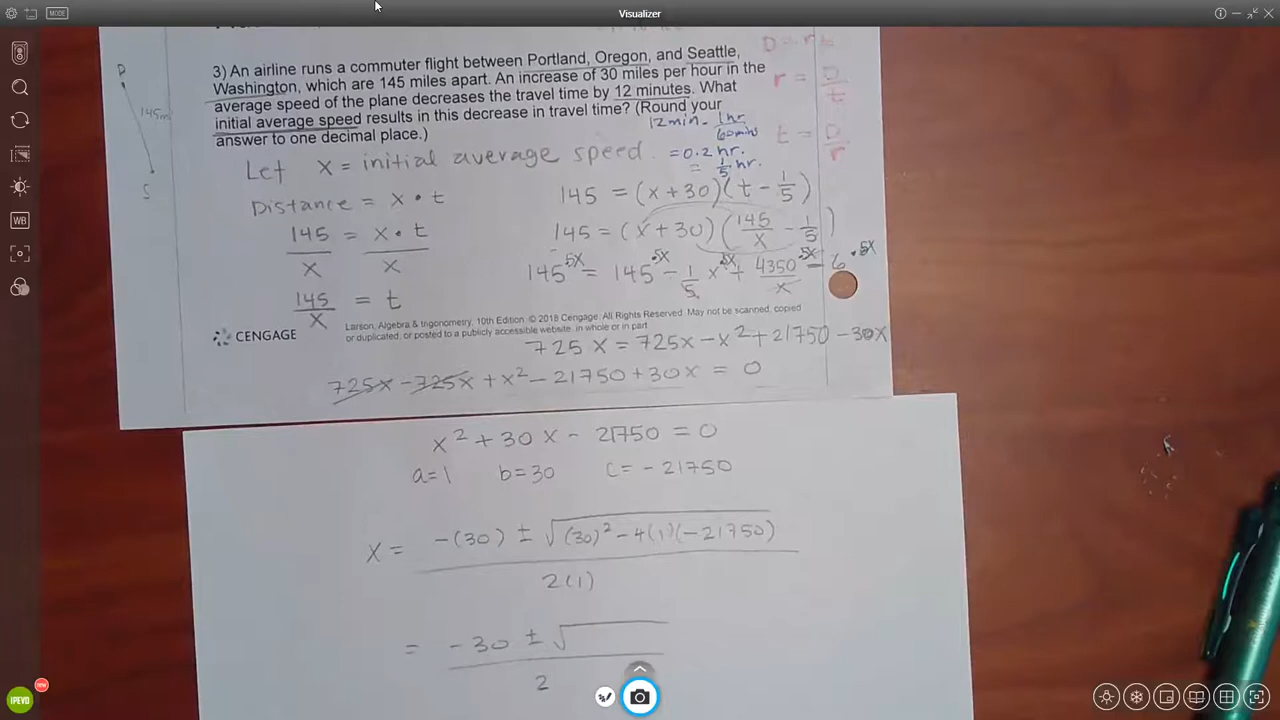 MODE
Visualizer
3) An airline runs a commuter flight between Portland, Oregon, and Seattle,
Washington, which are 145 miles apart. An increase of 30 miles per hour in the
average speed of the plane decreases the travel time by 12 minutes. What
initial average speed results in this decrease in travel time? (Round your
answer to one decimal place.)
P
145m
S
r = D/t
t = D/r
12min. 1hr
60mins
= 0.2 hr.
= 1/5 hr.
Let x = initial average speed.
Distance = x · t
145 = x · t
x x
145/x = t
145 = (x+30)(t - 1/5)
145 = (x+30)(145/x - 1/5)
145·5x = 145·5x - 1/5 x·5x + 4350/x·5x - 6·5x
CENGAGE
Larson, Algebra & trigonometry, 10th Edition. © 2018 Cengage. All Rights Reserved. May not be scanned, copied
or duplicated, or posted to a publicly accessible website, in whole or in part
725x = 725x - x² + 21750 - 30x
725x - 725x + x² - 21750 + 30x = 0
x² + 30x - 21750 = 0
a=1 b=30 c= -21750
x = -(30) ± √(30)² - 4(1)(-21750)
2(1)
= -30 ± √
2
WB
IPEVO
new